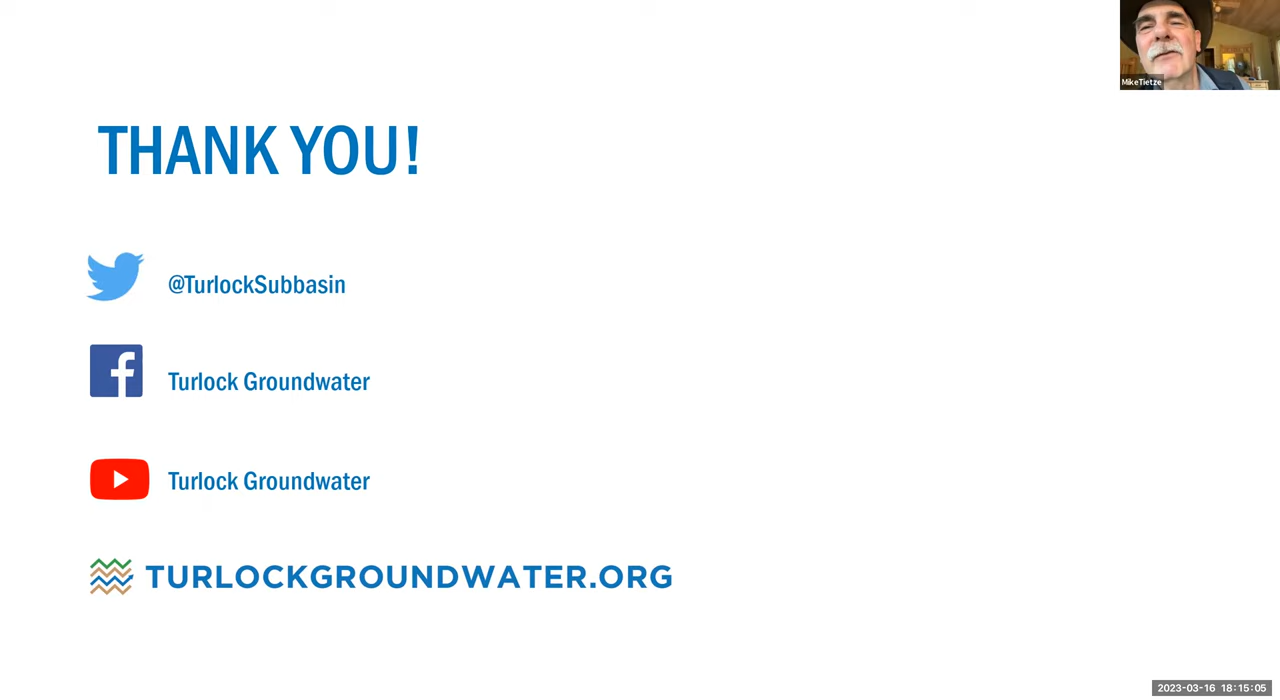 MikeTietze
THANK YOU!
@TurlockSubbasin
Turlock Groundwater
Turlock Groundwater
TURLOCKGROUNDWATER.ORG
2023-03-16 18:15:05